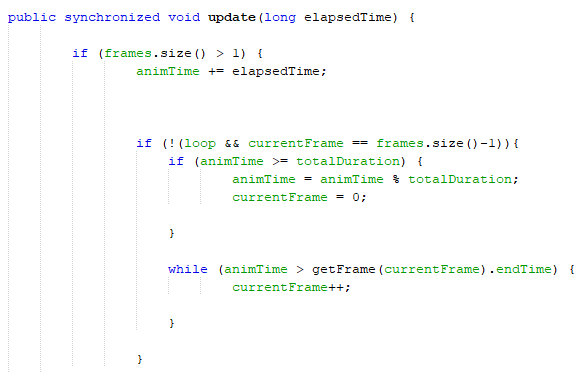 public synchronized void update(long elapsedTime) {
if (frames.size() > 1) {
animTime += elapsedTime;
if (!(loop && currentFrame == frames.size()-1)){
if (animTime >= totalDuration) {
animTime = animTime % totalDuration;
currentFrame = 0;
}
while (animTime > getFrame(currentFrame).endTime) {
currentFrame++;
}
}